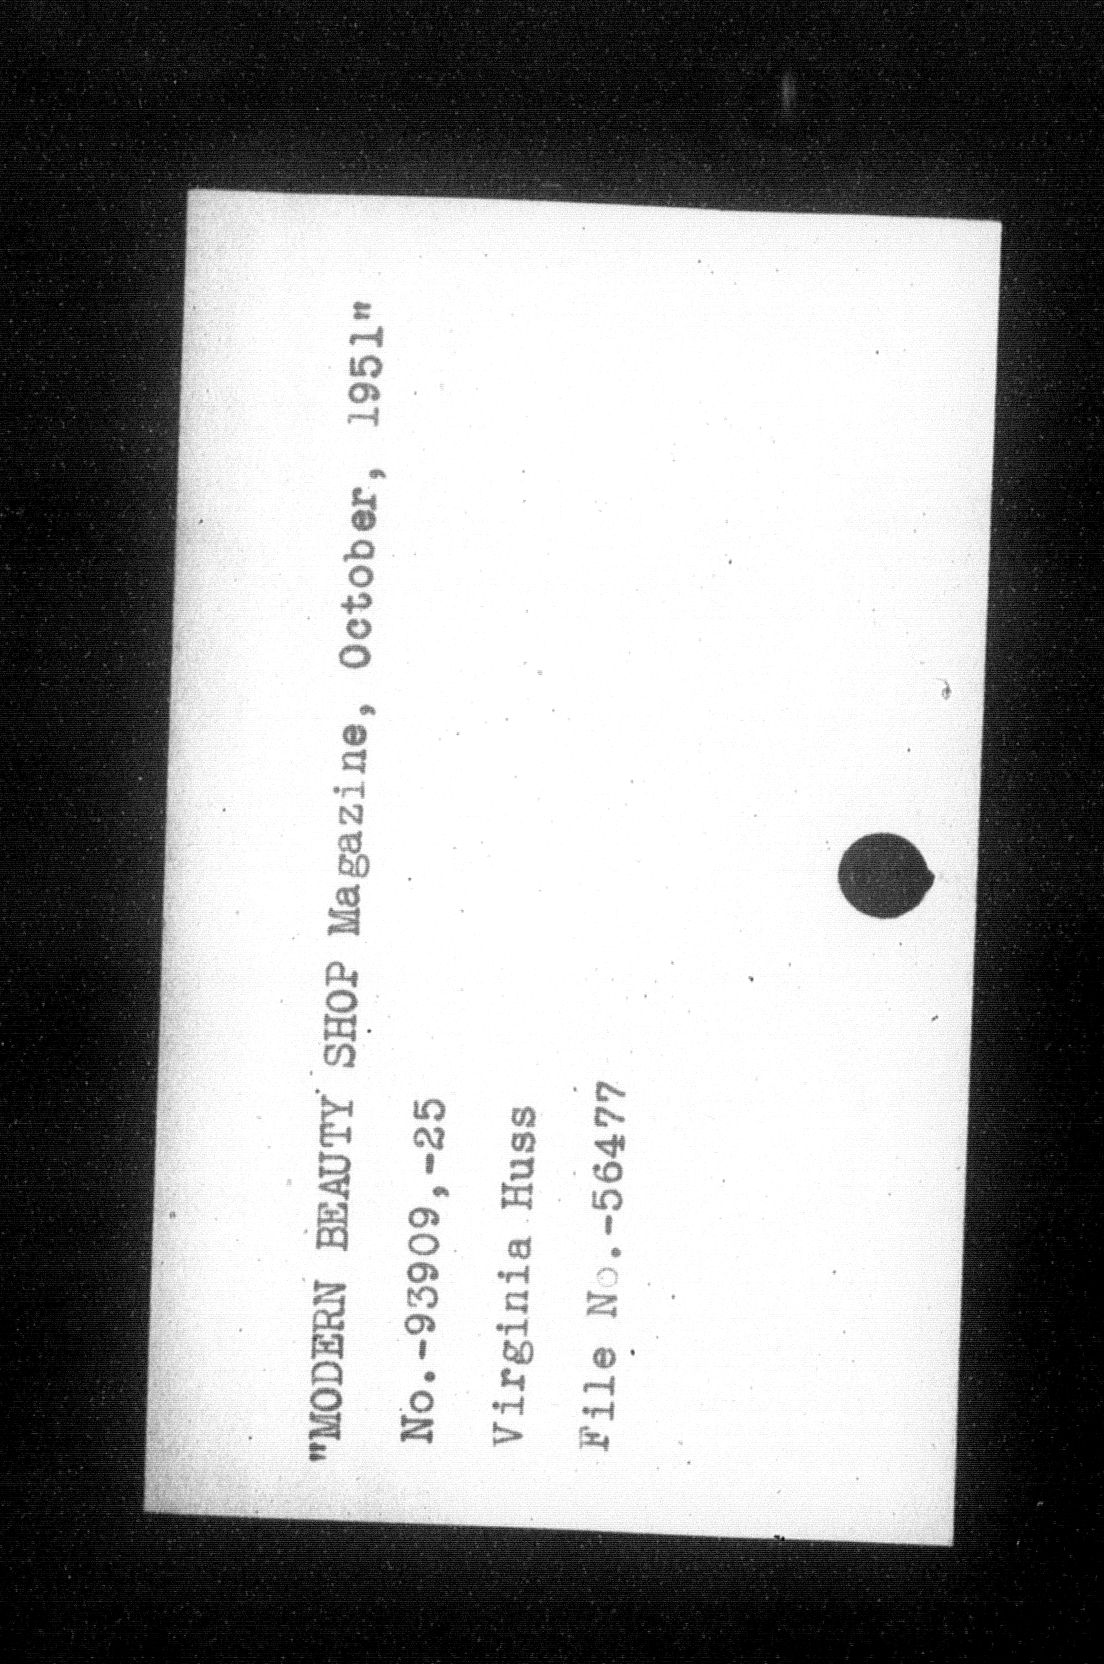 "MODERN BEAUTY SHOP Magazine, October, 1951"
No.-93909,-25
Virginia Huss
File No.-56477